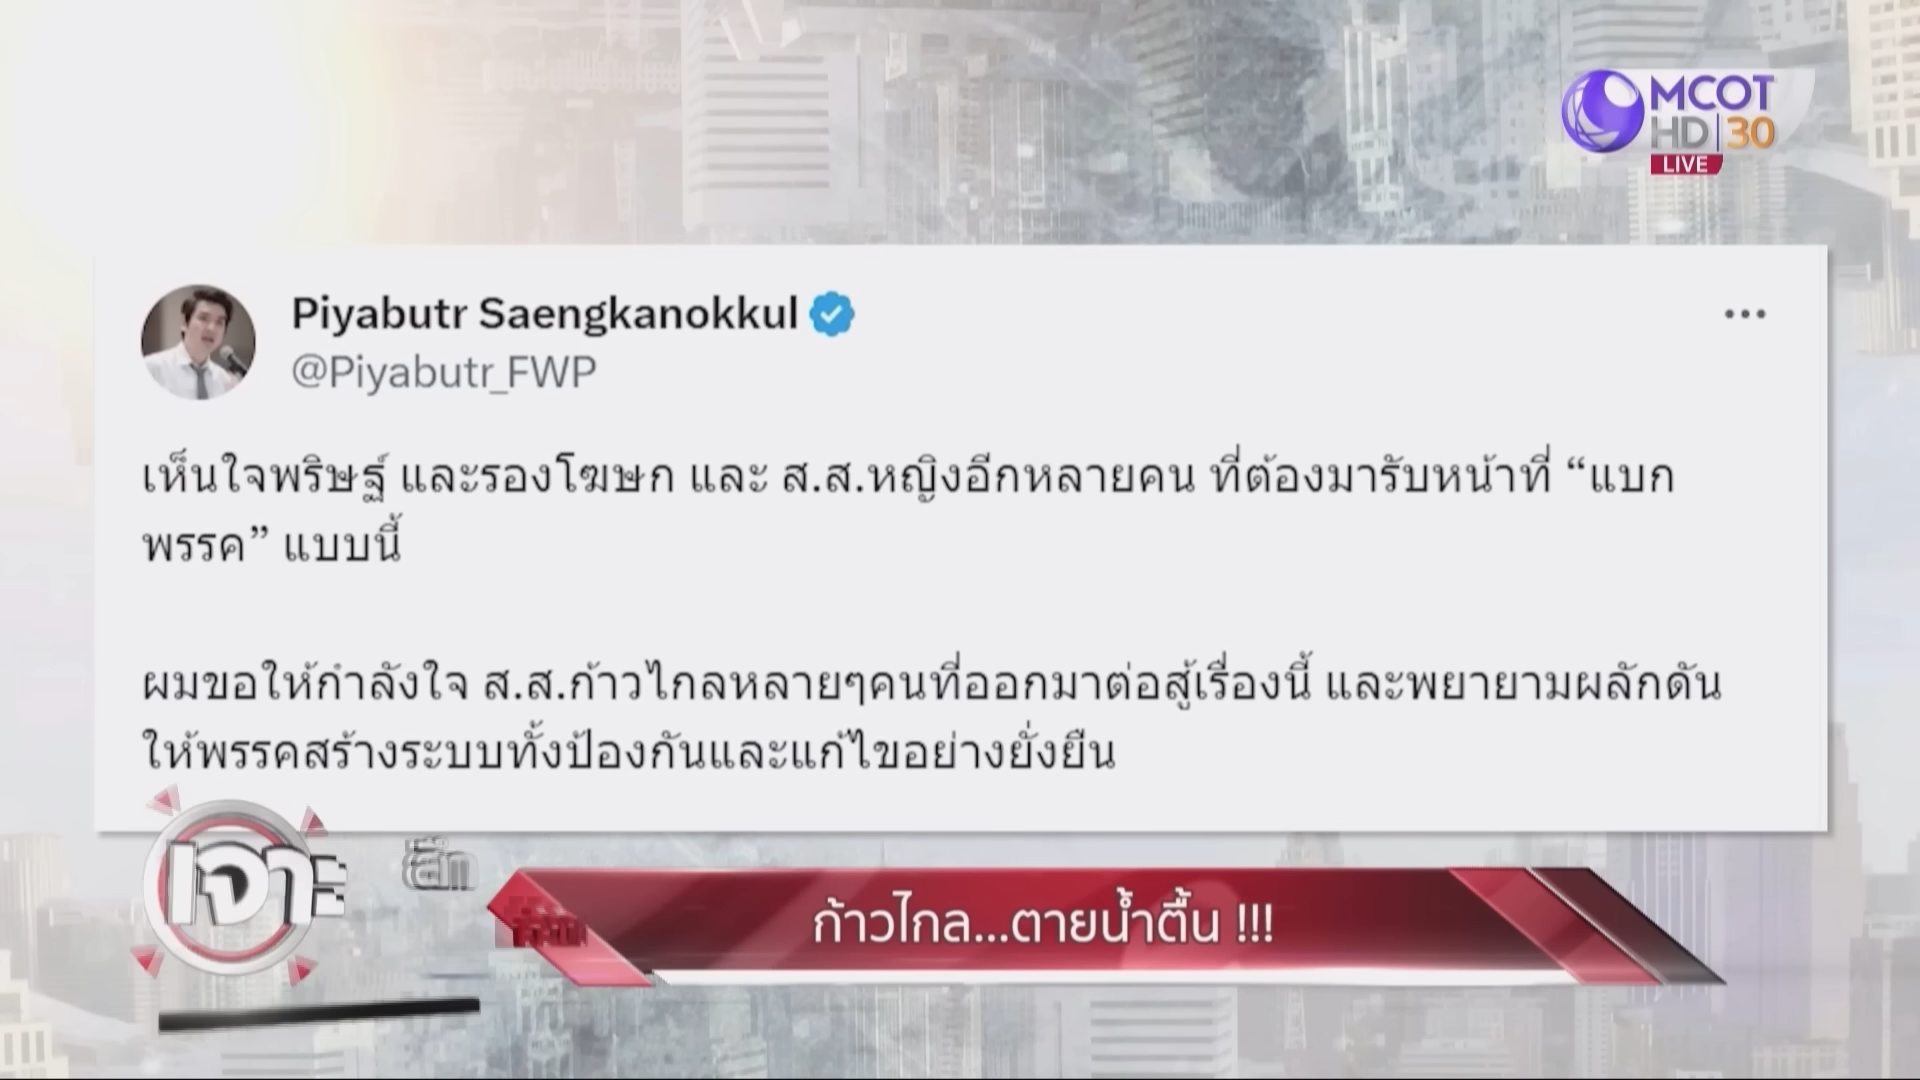 MCOT
HD 30
LIVE
Piyabutr Saengkanokkul
@Piyabutr_FWP
เห็นใจพริษฐ์ และรองโฆษก และ ส.ส.หญิงอีกหลายคน ที่ต้องมารับหน้าที่ “แบก
พรรค” แบบนี้
ผมขอให้กำลังใจ ส.ส.ก้าวไกลหลายๆคนที่ออกมาต่อสู้เรื่องนี้ และพยายามผลักดัน
ให้พรรคสร้างระบบทั้งป้องกันและแก้ไขอย่างยั่งยืน
เจาะ
ก้าวไกล...ตายน้ำตื้น !!!